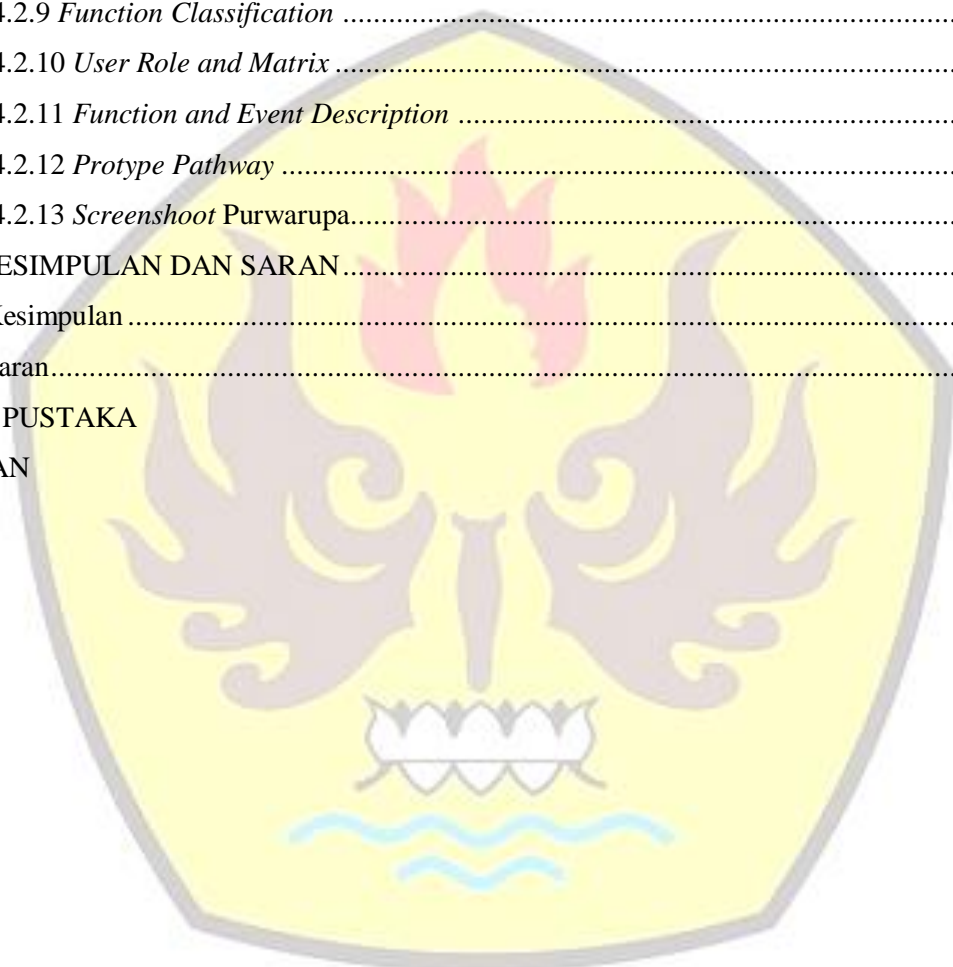 4.2.9 Function Classification ................................................................................
4.2.10 User Role and Matrix ................................................................................
4.2.11 Function and Event Description ................................................................
4.2.12 Protype Pathway ................................................................................
4.2.13 Screenshoot Purwarupa................................................................................
ESIMPULAN DAN SARAN................................................................................
Kesimpulan ................................................................................
aran................................................................................
PUSTAKA
AN